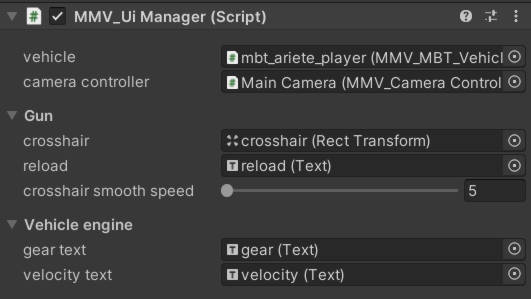 MMV_Ui Manager (Script)
vehicle mbt_ariete_player (MMV_MBT_Vehicl
camera controller Main Camera (MMV_Camera Control
Gun
crosshair crosshair (Rect Transform)
reload reload (Text)
crosshair smooth speed 5
Vehicle engine
gear text gear (Text)
velocity text velocity (Text)